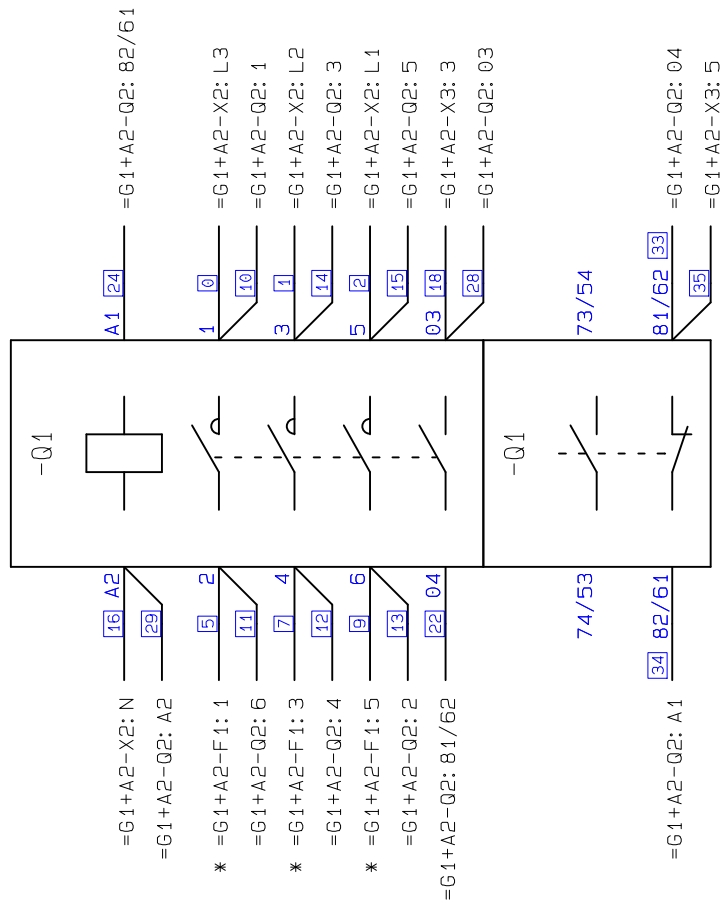 =G1+A2-Q2:82/61
=G1+A2-X2:L3
=G1+A2-Q2:1
=G1+A2-X2:L2
=G1+A2-Q2:3
=G1+A2-X2:L1
=G1+A2-Q2:5
=G1+A2-X3:3
=G1+A2-Q2:03
=G1+A2-Q2:04
=G1+A2-X3:5
24
0
10
1
14
2
15
18
28
33
35
A1
1
3
5
03
73/54
81/62
-Q1
-Q1
A2
2
4
6
04
74/53
82/61
16
29
5
11
7
12
9
13
22
34
=G1+A2-X2:N
=G1+A2-Q2:A2
* =G1+A2-F1:1
=G1+A2-Q2:6
* =G1+A2-F1:3
=G1+A2-Q2:4
* =G1+A2-F1:5
=G1+A2-Q2:2
=G1+A2-Q2:81/62
=G1+A2-Q2:A1